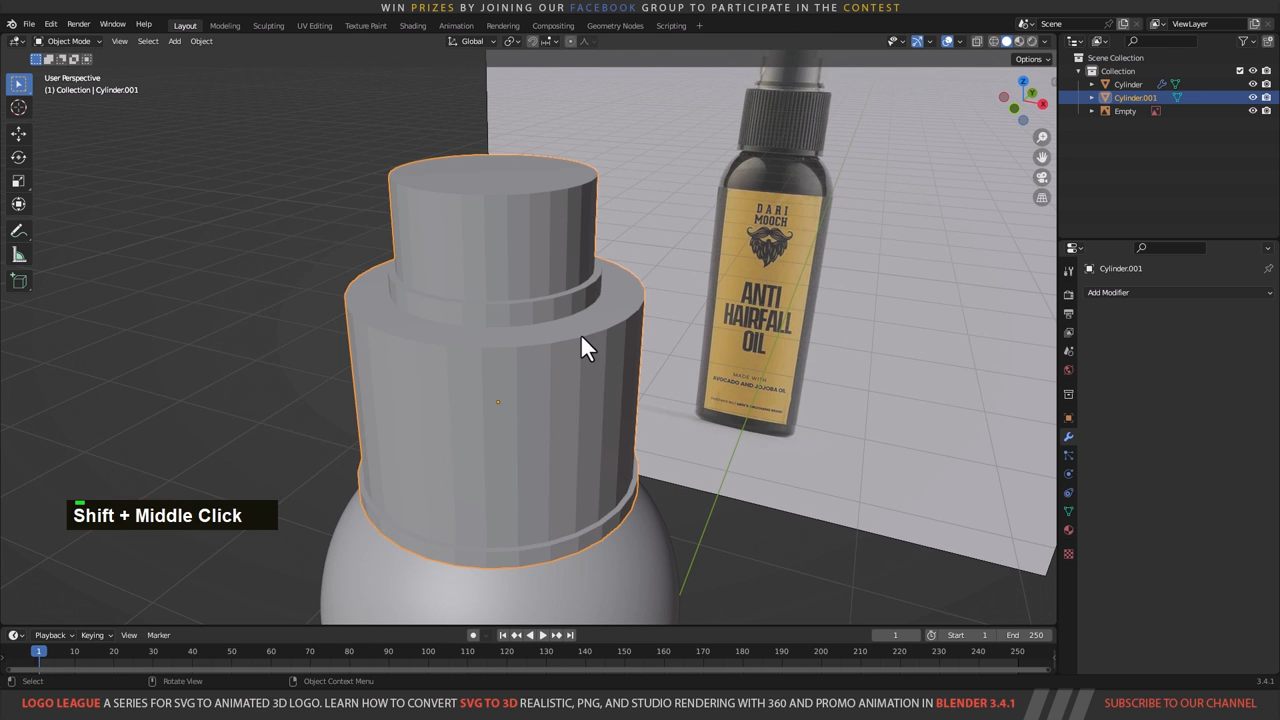 WIN PRIZES BY JOINING OUR FACEBOOK GROUP TO PARTICIPATE IN THE CONTEST
File Edit Render Window Help Layout Modeling Sculpting UV Editing Texture Paint Shading Animation Rendering Compositing Geometry Nodes Scripting + Scene ViewLayer
Object Mode View Select Add Object Global
Options
User Perspective
(1) Collection | Cylinder.001
Z
Y
X
Scene Collection
Collection
Cylinder
Cylinder.001
Empty
Cylinder.001
Add Modifier
DARI
MOOCH
ANTI
HAIRFALL
OIL
MADE WITH
AVOCADO AND JOJOBA OIL
Shift + Middle Click
Playback Keying View Marker 1 Start 1 End 250
1 10 20 30 40 50 60 70 80 90 100 110 120 130 140 150 160 170 180 190 200 210 220 230 240 250
Select Rotate View Object Context Menu 3.4.1
LOGO LEAGUE A SERIES FOR SVG TO ANIMATED 3D LOGO. LEARN HOW TO CONVERT SVG TO 3D REALISTIC, PNG, AND STUDIO RENDERING WITH 360 AND PROMO ANIMATION IN BLENDER 3.4.1 SUBSCRIBE TO OUR CHANNEL